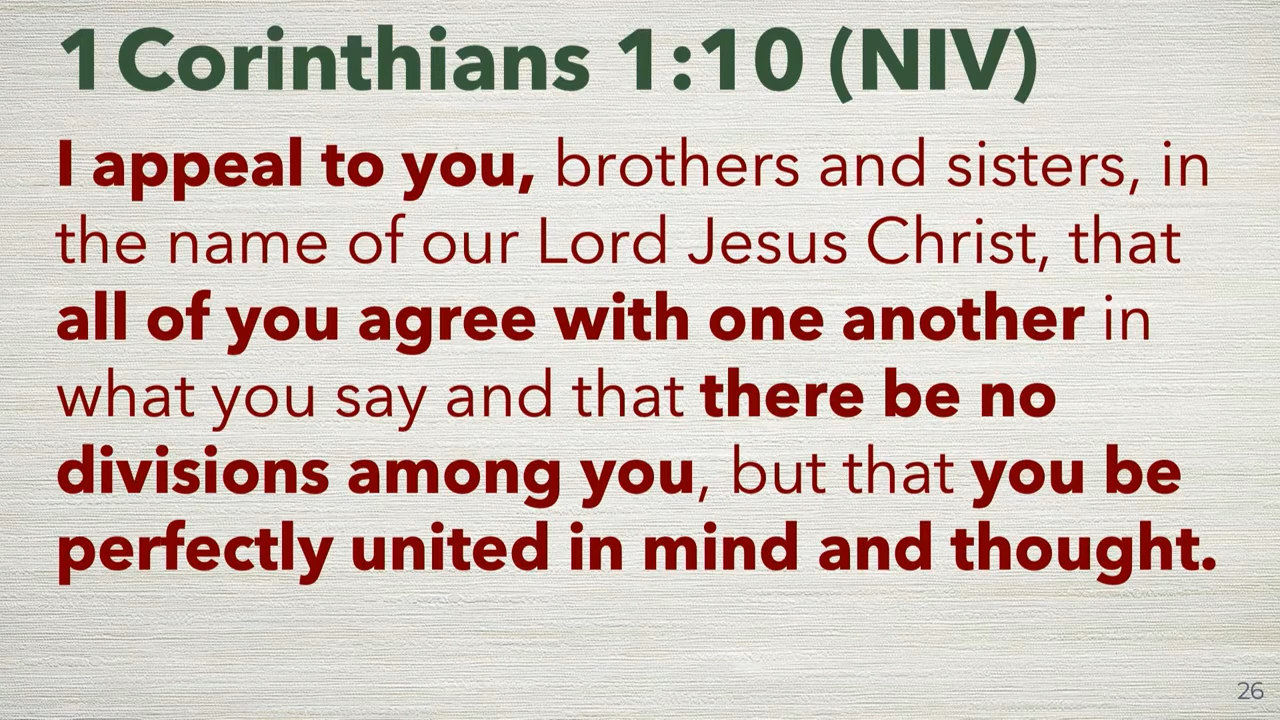 1 Corinthians 1:10 (NIV)
I appeal to you, brothers and sisters, in
the name of our Lord Jesus Christ, that
all of you agree with one another in
what you say and that there be no
divisions among you, but that you be
perfectly united in mind and thought.
26